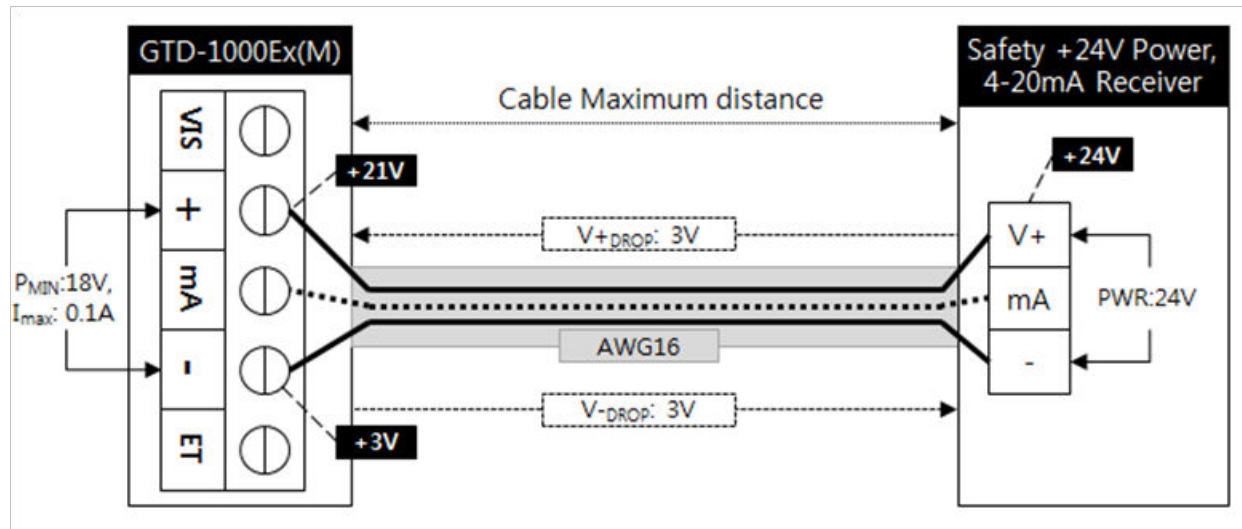 GTD-1000Ex(M)
Safety +24V Power,
4-20mA Receiver
Cable Maximum distance
VIS
+
mA
-
ET
+21V
+24V
V+DROP: 3V
V+
mA
-
PMIN:18V,
Imax: 0.1A
PWR:24V
AWG16
V-DROP: 3V
+3V